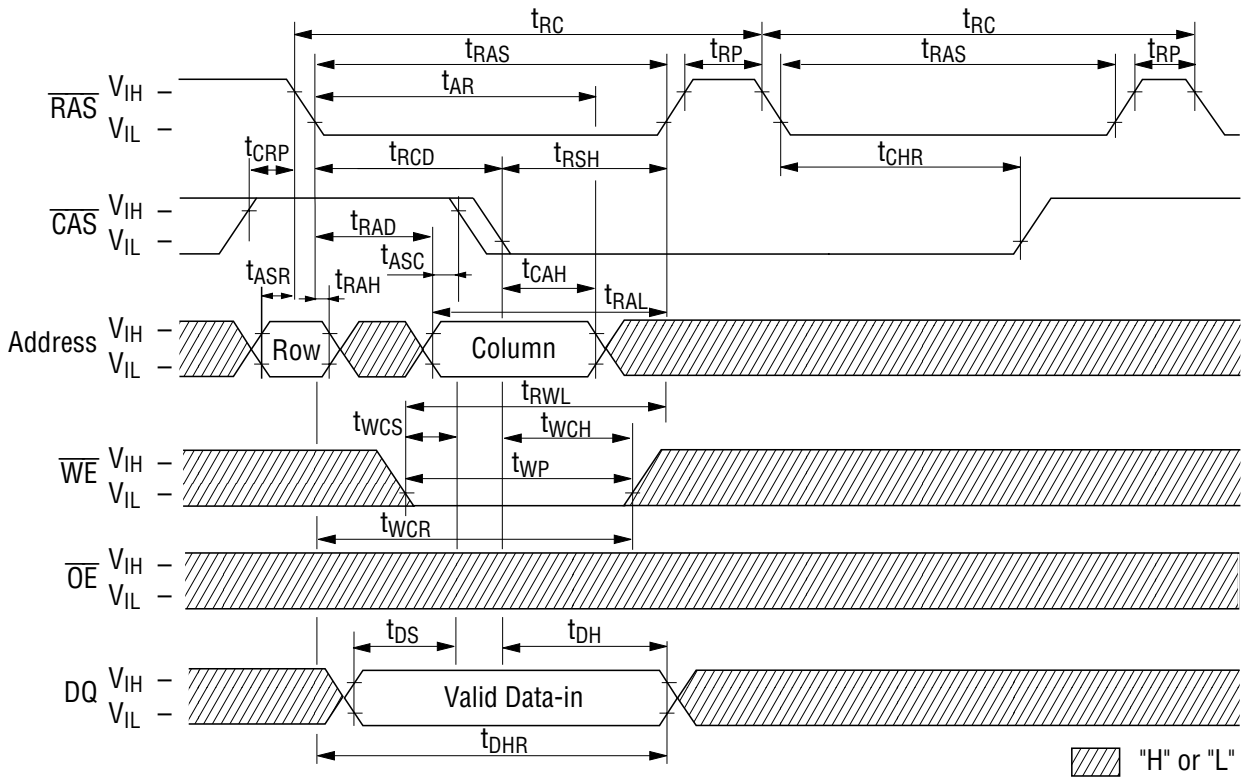 tRC tRC
tRAS tRP tRAS tRP
tAR
RAS VIH –
VIL –
tCRP tRCD tRSH tCHR
CAS VIH –
VIL –
tRAD
tASR tRAH tASC tCAH
tRAL
Address VIH –
VIL –
Row Column
tRWL
tWCS tWCH
WE VIH –
VIL –
tWP
tWCR
OE VIH –
VIL –
tDS tDH
DQ VIH –
VIL –
Valid Data-in
tDHR
"H" or "L"